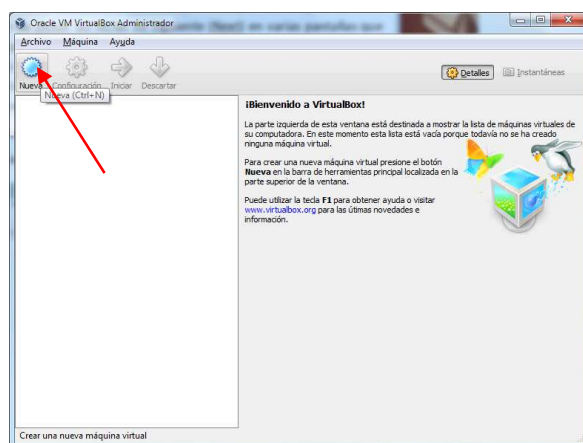 Oracle VM VirtualBox Administrador
Archivo Máquina Ayuda
Nueva Configuración Iniciar Descartar
Detalles Instantáneas
Nueva (Ctrl+N)
¡Bienvenido a VirtualBox!
La parte izquierda de esta ventana está destinada a mostrar la lista de máquinas virtuales de
su computadora. En este momento esta lista está vacía porque todavía no se ha creado
ninguna máquina virtual.
Para crear una nueva máquina virtual presione el botón
Nueva en la barra de herramientas principal localizada en la
parte superior de la ventana.
Puede utilizar la tecla F1 para obtener ayuda o visitar
www.virtualbox.org para las útimas novedades e
información.
Crear una nueva máquina virtual